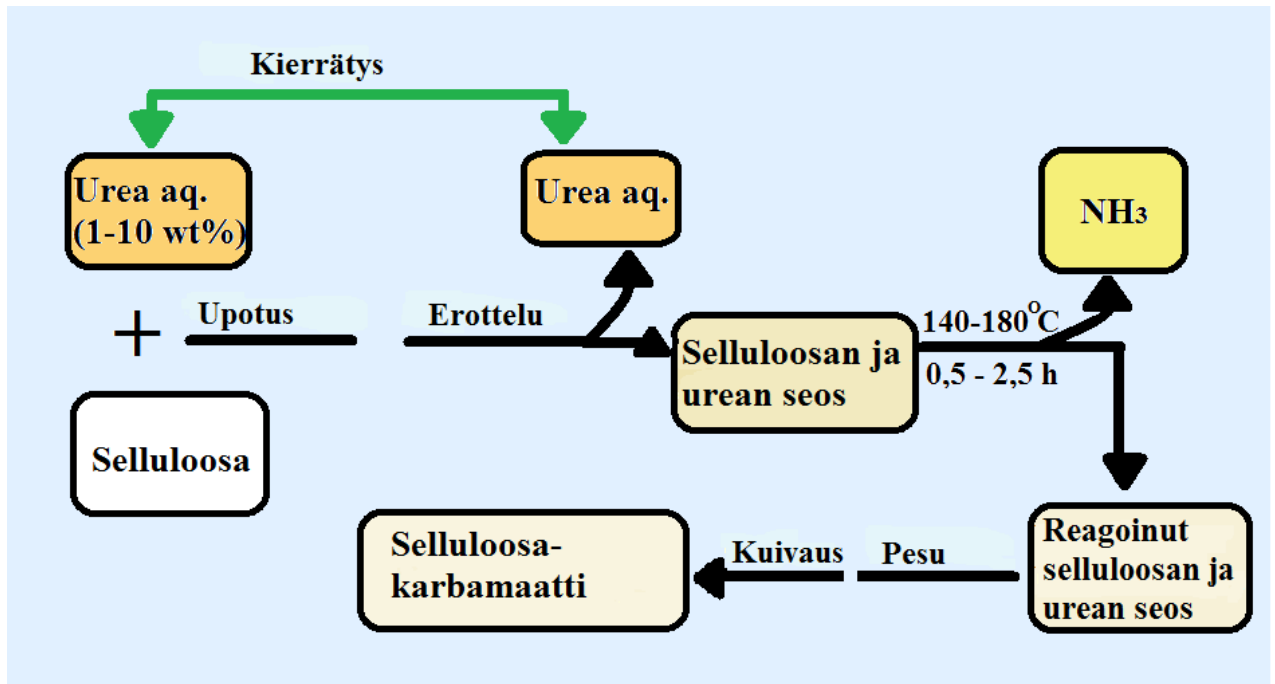 Kierrätys
Urea aq.
(1-10 wt%)
Urea aq.
NH₃
+
Upotus
Erottelu
Selluloosan ja
urean seos
140-180°C
0,5 - 2,5 h
Selluloosa
Reagoinut
selluloosan ja
urean seos
Pesu
Kuivaus
Selluloosa-
karbamaatti